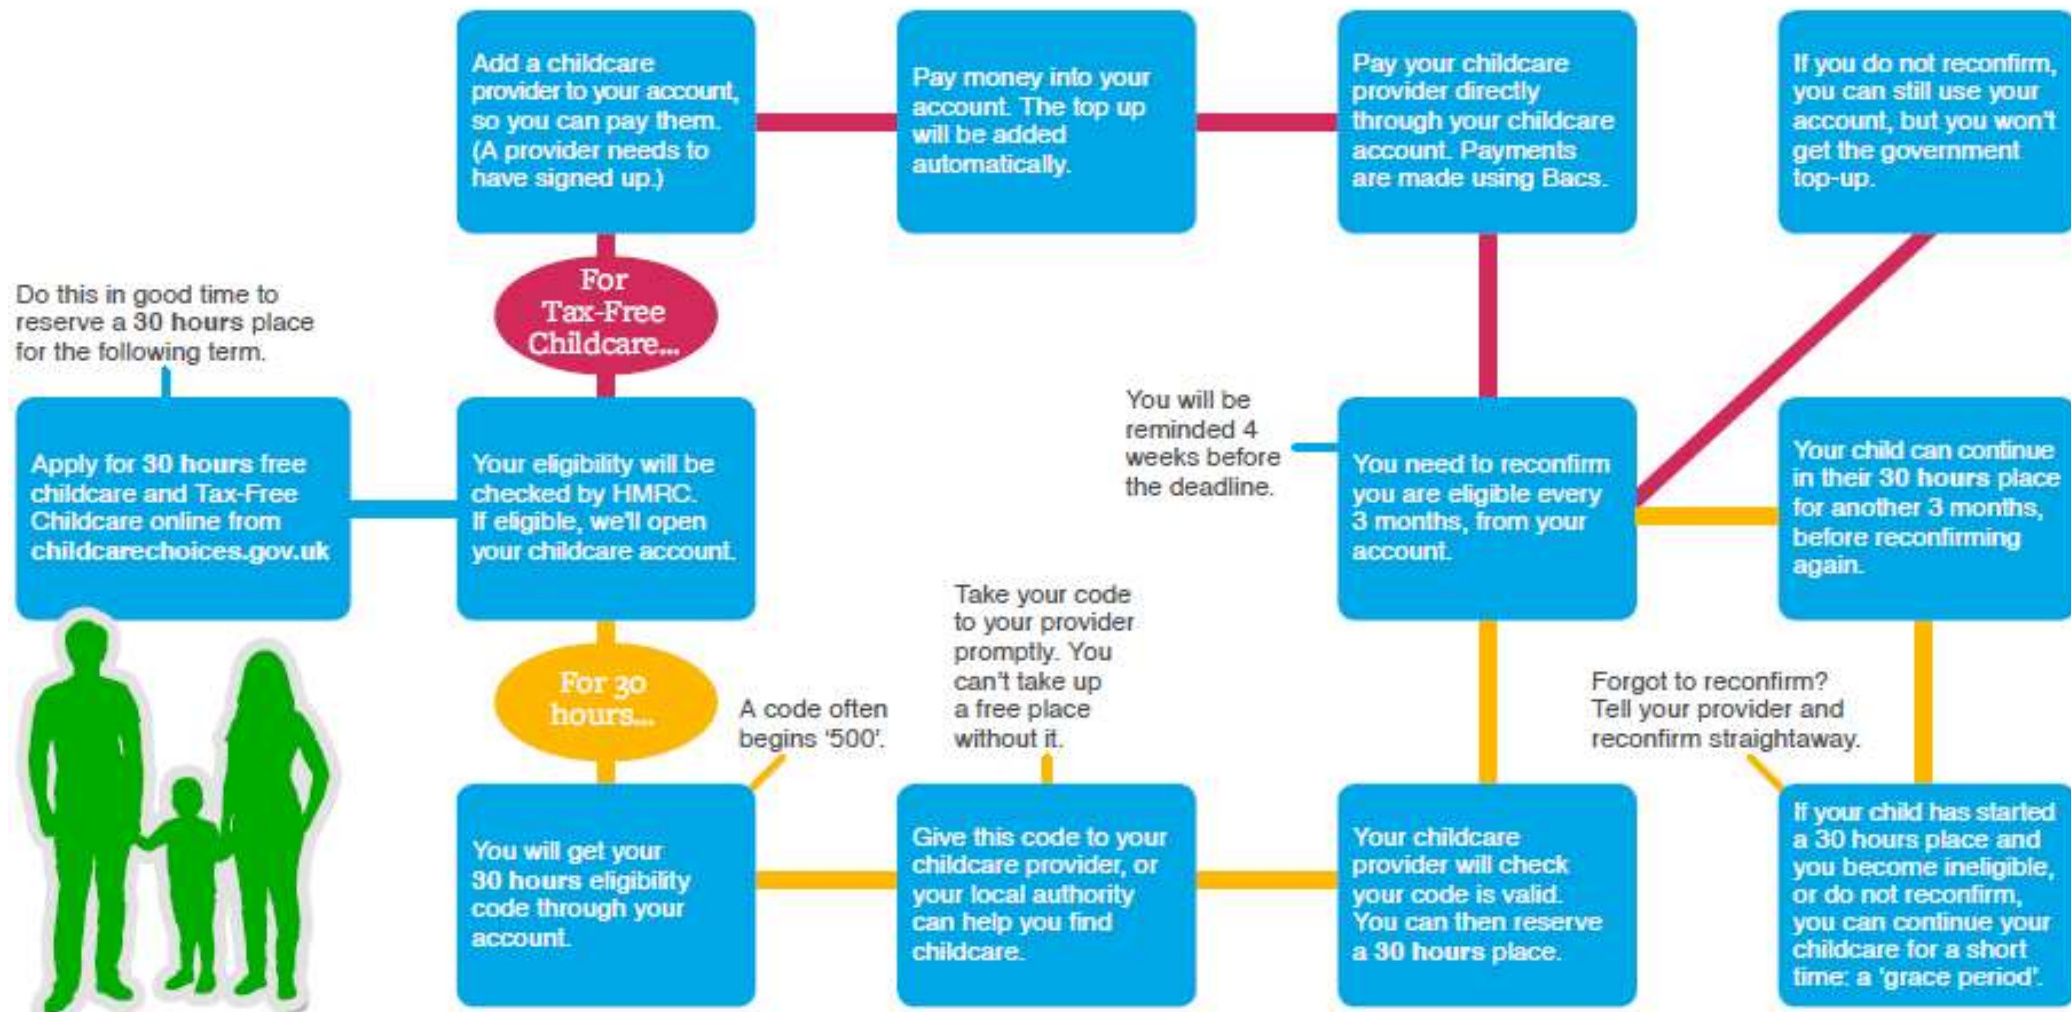 Add a childcare
provider to your account,
so you can pay them.
(A provider needs to
have signed up.)
Pay money into your
account. The top up
will be added
automatically.
Pay your childcare
provider directly
through your childcare
account. Payments
are made using Bacs.
If you do not reconfirm,
you can still use your
account, but you won't
get the government
top-up.
For
Tax-Free
Childcare...
Do this in good time to
reserve a 30 hours place
for the following term.
Apply for 30 hours free
childcare and Tax-Free
Childcare online from
childcarechoices.gov.uk
Your eligibility will be
checked by HMRC.
If eligible, we'll open
your childcare account.
You will be
reminded 4
weeks before
the deadline.
You need to reconfirm
you are eligible every
3 months, from your
account.
Your child can continue
in their 30 hours place
for another 3 months,
before reconfirming
again.
For 30
hours...
A code often
begins '500'.
Take your code
to your provider
promptly. You
can't take up
a free place
without it.
Forgot to reconfirm?
Tell your provider and
reconfirm straightaway.
You will get your
30 hours eligibility
code through your
account.
Give this code to your
childcare provider, or
your local authority
can help you find
childcare.
Your childcare
provider will check
your code is valid.
You can then reserve
a 30 hours place.
If your child has started
a 30 hours place and
you become ineligible,
or do not reconfirm,
you can continue your
childcare for a short
time: a 'grace period'.